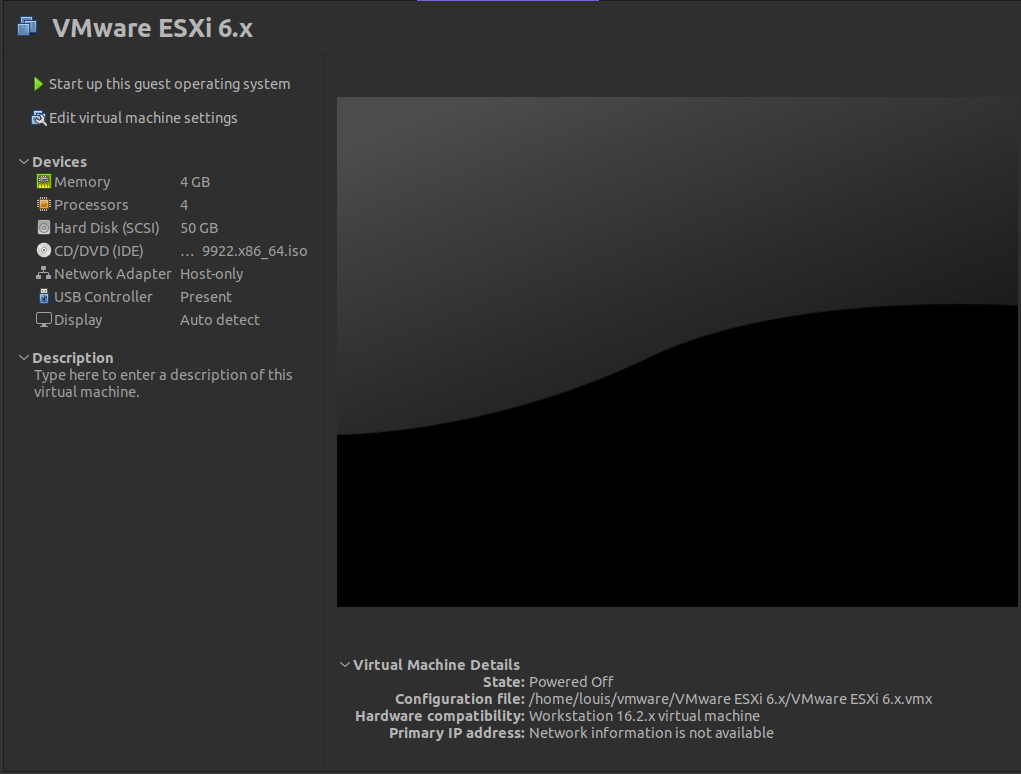 VMware ESXi 6.x
Start up this guest operating system
Edit virtual machine settings
Devices
Memory 4 GB
Processors 4
Hard Disk (SCSI) 50 GB
CD/DVD (IDE) … 9922.x86_64.iso
Network Adapter Host-only
USB Controller Present
Display Auto detect
Description
Type here to enter a description of this
virtual machine.
Virtual Machine Details
State: Powered Off
Configuration file: /home/louis/vmware/VMware ESXi 6.x/VMware ESXi 6.x.vmx
Hardware compatibility: Workstation 16.2.x virtual machine
Primary IP address: Network information is not available